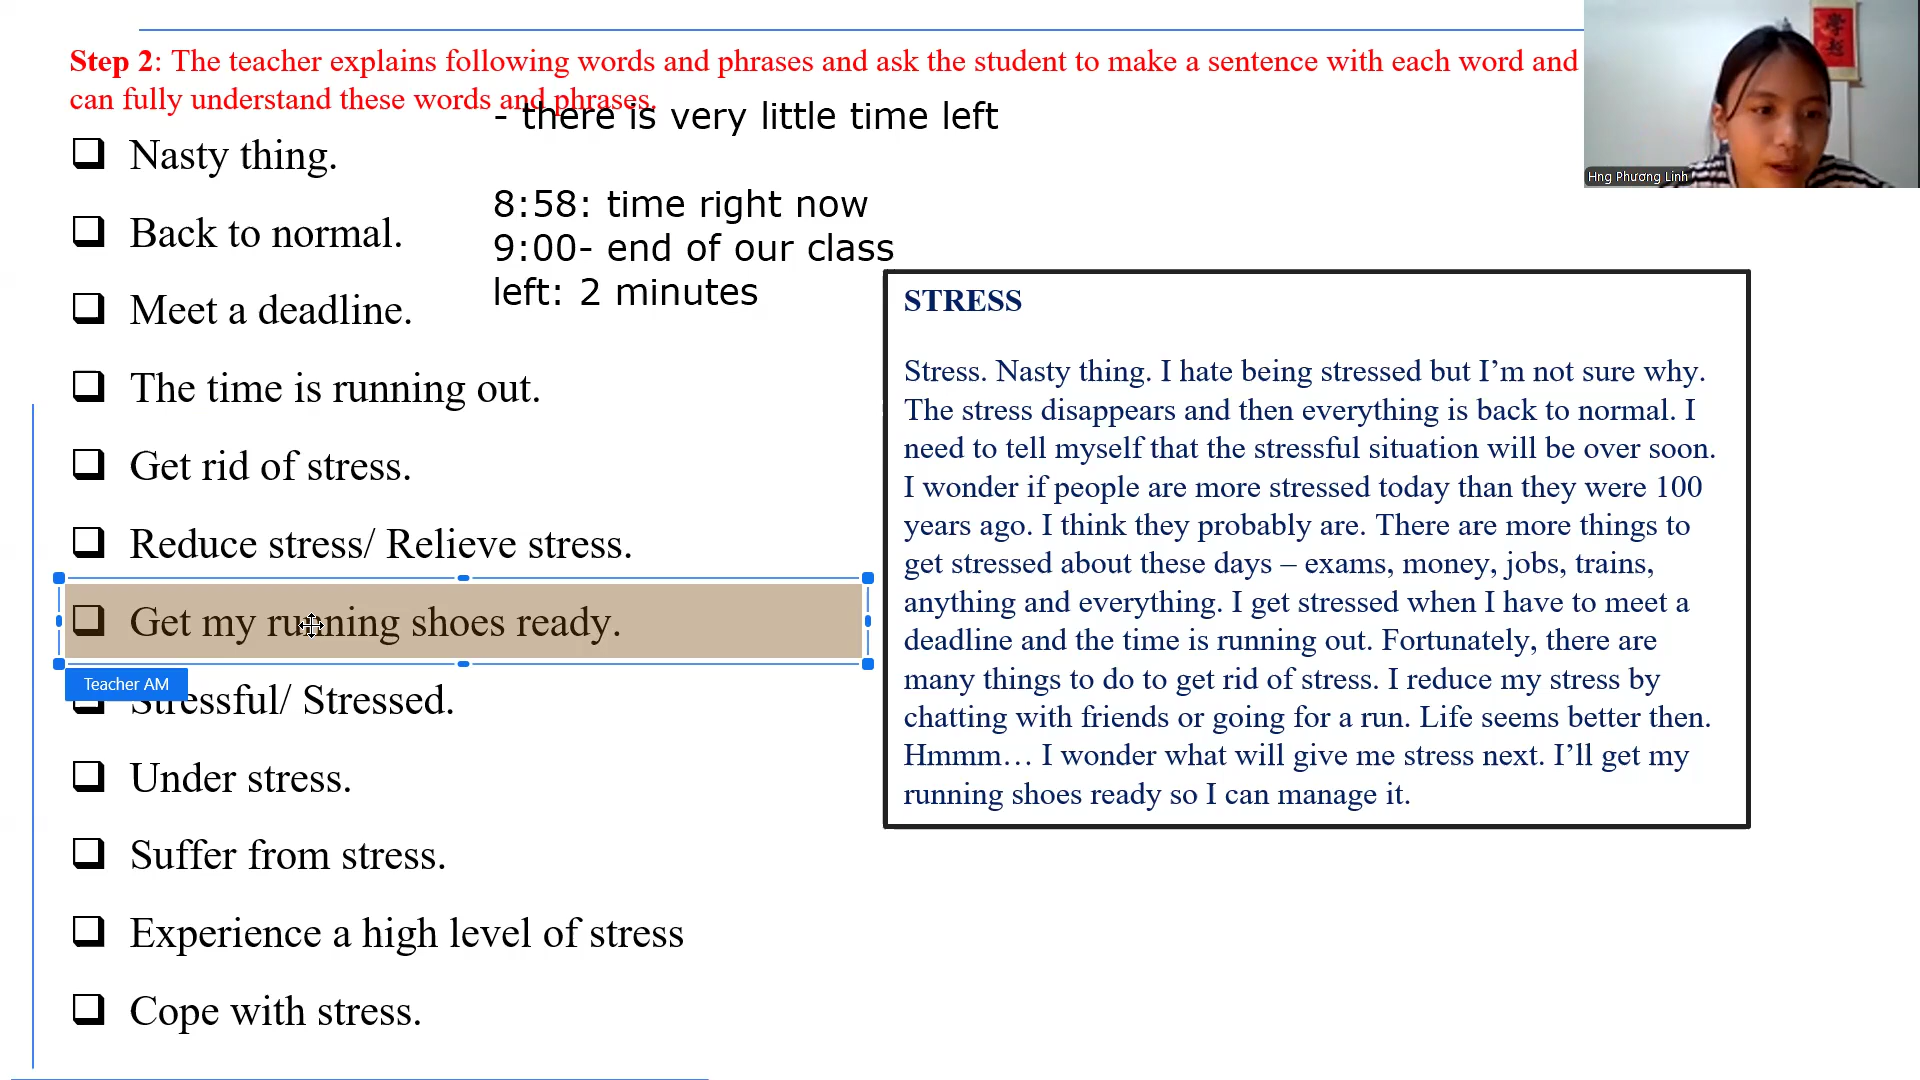 Step 2: The teacher explains following words and phrases and ask the student to make a sentence with each word and
can fully understand these words and phrases.
- there is very little time left
Nasty thing.
8:58: time right now
Back to normal.
9:00- end of our class
left: 2 minutes
Meet a deadline.
The time is running out.
Get rid of stress.
Reduce stress/ Relieve stress.
Get my running shoes ready.
Teacher AM
Stressful/ Stressed.
Under stress.
Suffer from stress.
Experience a high level of stress
Cope with stress.
STRESS
Stress. Nasty thing. I hate being stressed but I’m not sure why.
The stress disappears and then everything is back to normal. I
need to tell myself that the stressful situation will be over soon.
I wonder if people are more stressed today than they were 100
years ago. I think they probably are. There are more things to
get stressed about these days – exams, money, jobs, trains,
anything and everything. I get stressed when I have to meet a
deadline and the time is running out. Fortunately, there are
many things to do to get rid of stress. I reduce my stress by
chatting with friends or going for a run. Life seems better then.
Hmmm… I wonder what will give me stress next. I’ll get my
running shoes ready so I can manage it.
Hng Phương Linh